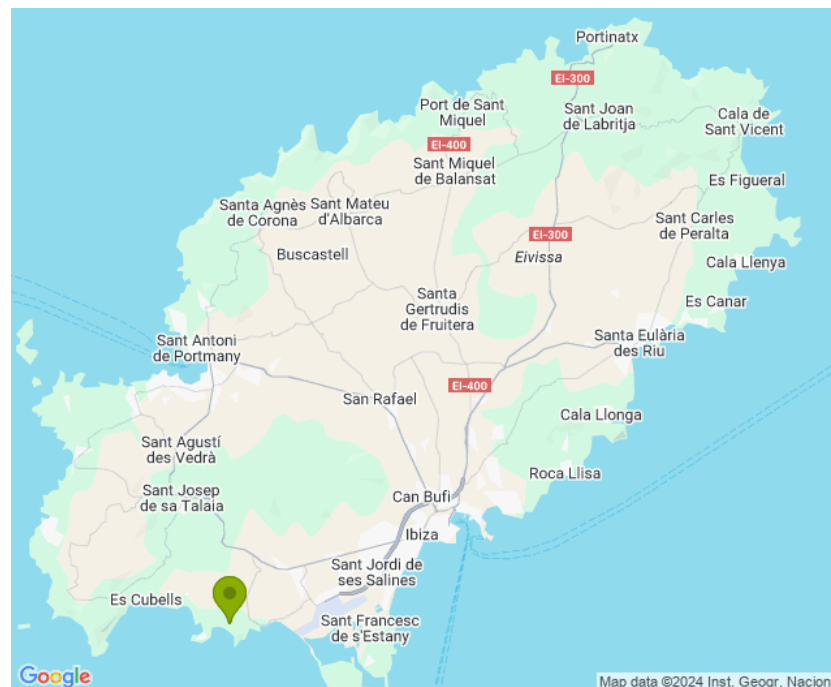 Portinatx
EI-300
Port de Sant
Miquel
Sant Joan
de Labritja
Cala de
Sant Vicent
EI-400
Sant Miquel
de Balansat
Es Figueral
Santa Agnès
de Corona
Sant Mateu
d'Albarca
Sant Carles
de Peralta
EI-300
Buscastell
Eivissa
Cala Llenya
Santa
Gertrudis
de Fruitera
Es Canar
Sant Antoni
de Portmany
Santa Eulària
des Riu
EI-400
San Rafael
Cala Llonga
Sant Agustí
des Vedrà
Roca Llisa
Sant Josep
de sa Talaia
Can Bufi
Ibiza
Sant Jordi de
ses Salines
Es Cubells
Sant Francesc
de s'Estany
Google
Map data ©2024 Inst. Geogr. Nacion